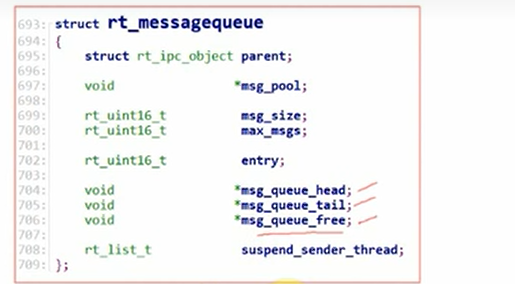 693: struct rt_messagequeue
694: {
695: struct rt_ipc_object parent;
696:
697: void *msg_pool;
698:
699: rt_uint16_t msg_size;
700: rt_uint16_t max_msgs;
701:
702: rt_uint16_t entry;
703:
704: void *msg_queue_head;
705: void *msg_queue_tail;
706: void *msg_queue_free;
707:
708: rt_list_t suspend_sender_thread;
709: };